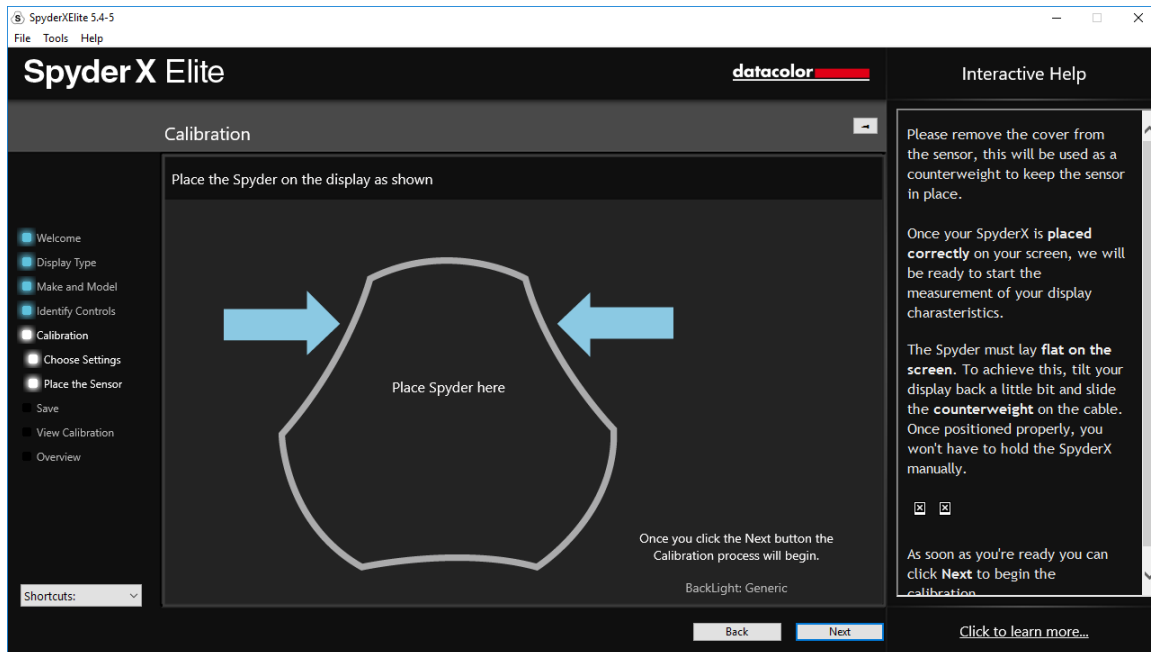 SpyderXElite 5.4-5
File Tools Help
Spyder X Elite
datacolor
Interactive Help
Calibration
Place the Spyder on the display as shown
Welcome
Display Type
Make and Model
Identify Controls
Calibration
Choose Settings
Place the Sensor
Save
View Calibration
Overview
Shortcuts:
Place Spyder here
Once you click the Next button the
Calibration process will begin.
BackLight: Generic
Back
Next
Please remove the cover from
the sensor, this will be used as a
counterweight to keep the sensor
in place.
Once your SpyderX is placed
correctly on your screen, we will
be ready to start the
measurement of your display
charasteristics.
The Spyder must lay flat on the
screen. To achieve this, tilt your
display back a little bit and slide
the counterweight on the cable.
Once positioned properly, you
won't have to hold the SpyderX
manually.
As soon as you're ready you can
click Next to begin the
calibration
Click to learn more...